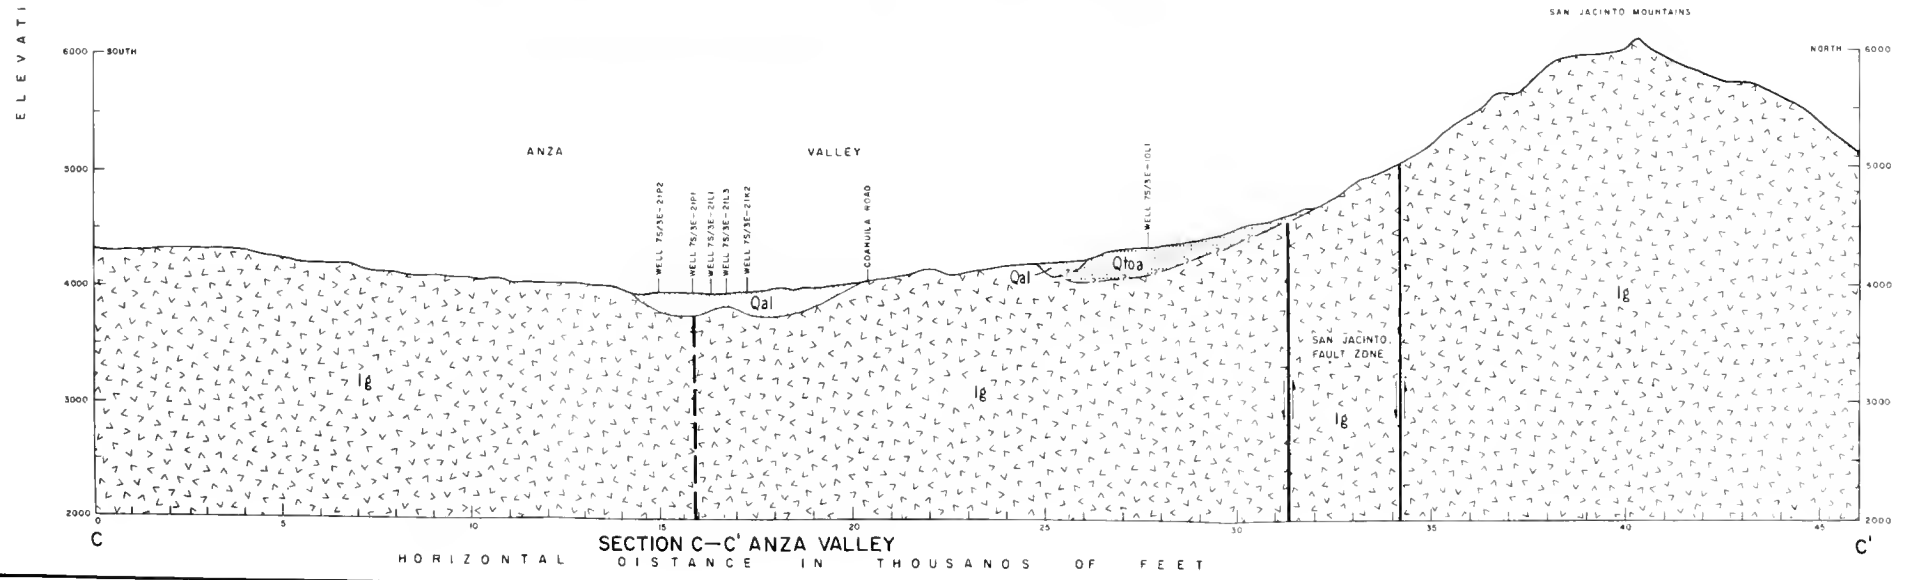 SAN JACINTO MOUNTAINS
ELEVATI
6000 SOUTH
NORTH 6000
ANZA VALLEY
5000
5000
WELL 7S/3E-21P2
WELL 7S/3E-21P1
WELL 7S/3E-21L1
WELL 7S/3E-21L3
WELL 7S/3E-21K2
COAHUILA ROAD
WELL 7S/3E-10L1
4000
Qal
Qal
Qtoa
Ig
4000
SAN JACINTO
FAULT ZONE
Ig
Ig
Ig
3000
3000
2000
2000
0 5 10 15 20 25 30 35 40 45
C
C'
SECTION C-C' ANZA VALLEY
HORIZONTAL DISTANCE IN THOUSANDS OF FEET